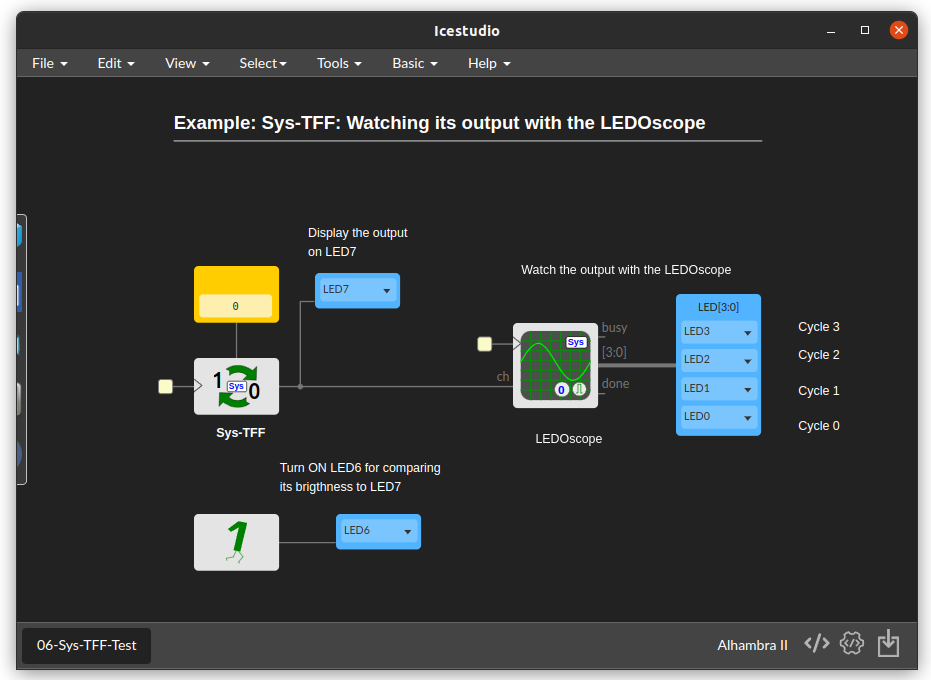 Icestudio
File
Edit
View
Select
Tools
Basic
Help
Example: Sys-TFF: Watching its output with the LEDOscope
Display the output
on LED7
LED7
0
1 Sys 0
Sys-TFF
Turn ON LED6 for comparing
its brigthness to LED7
1
LED6
Watch the output with the LEDOscope
ch
Sys
0
busy
[3:0]
done
LEDOscope
LED[3:0]
LED3
LED2
LED1
LED0
Cycle 3
Cycle 2
Cycle 1
Cycle 0
06-Sys-TFF-Test
Alhambra II